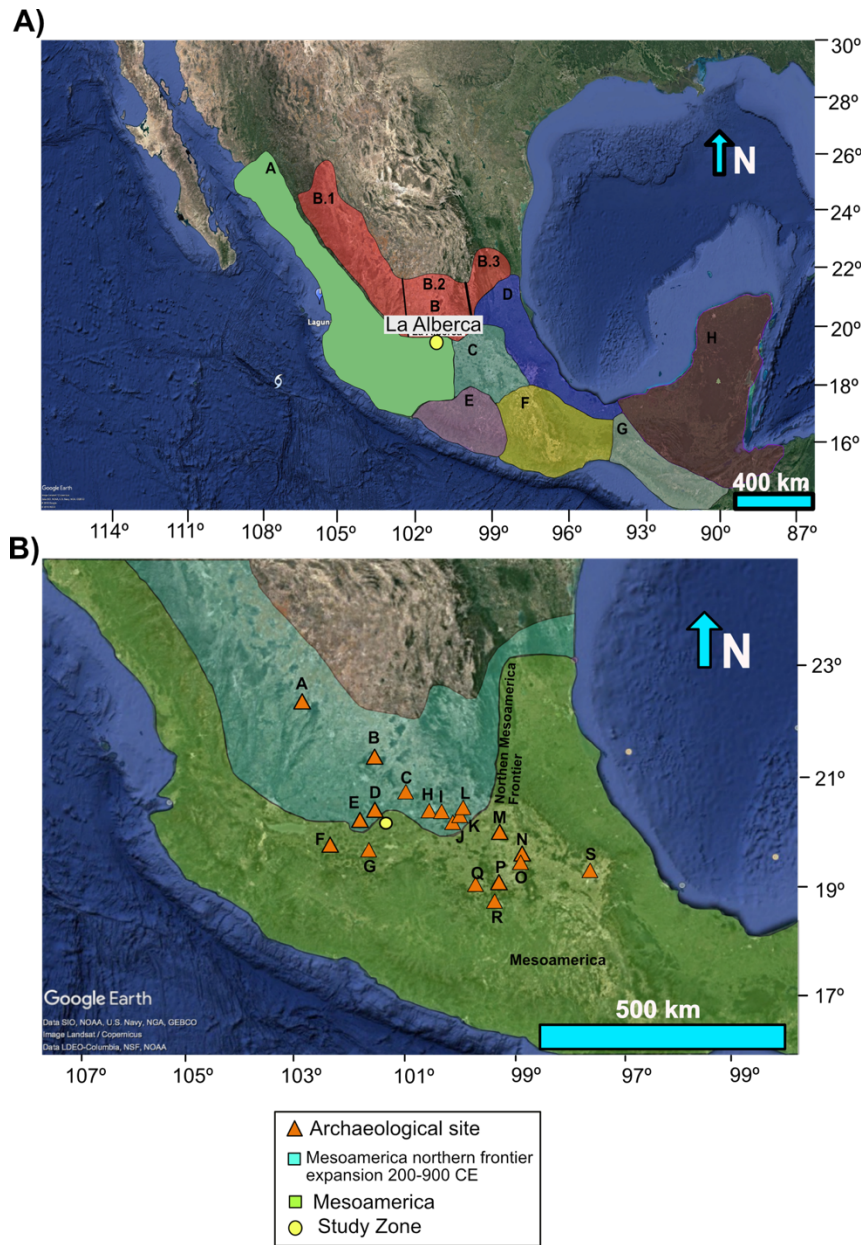 A)
30º
28º
26º
24º
22º
20º
18º
16º
N
A
B.1
B.2
B.3
B
D
La Alberca
C
E
F
G
H
Lagun
Google Earth
400 km
114º 111º 108º 105º 102º 99º 96º 93º 90º 87º
B)
N
23º
21º
19º
17º
A
B
C
D
E
F
G
H
I
J
K
L
M
N
O
P
Q
R
S
Northen Mesoamerica
Frontier
Mesoamerica
500 km
Google Earth
Data SIO, NOAA, U.S. Navy, NGA, GEBCO
Image Landsat / Copernicus
Data LDEO-Columbia, NSF, NOAA
107º 105º 103º 101º 99º 97º 99º
Archaeological site
Mesoamerica northern frontier
expansion 200-900 CE
Mesoamerica
Study Zone